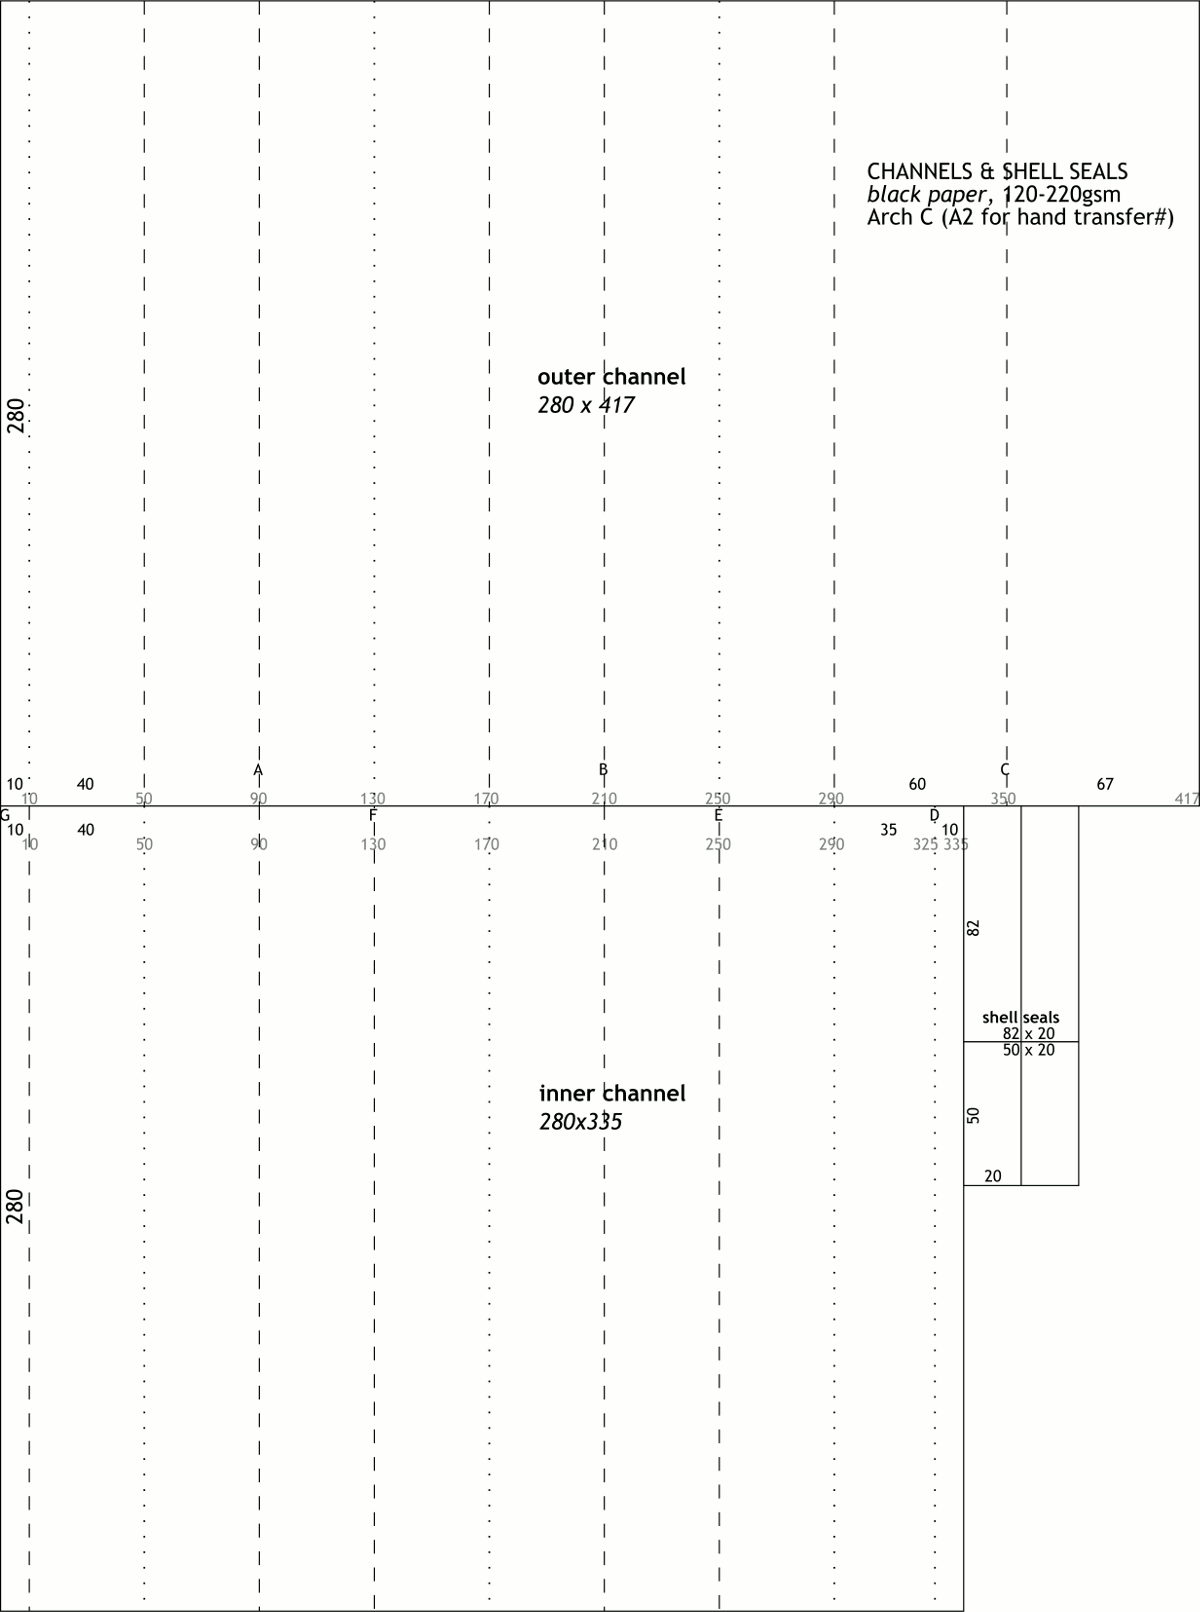 CHANNELS & SHELL SEALS
black paper, 120-220gsm
Arch C (A2 for hand transfer#)
outer channel
280 x 417
280
A B C
10 40 60 67
10 50 90 130 170 210 250 290 350 417
G F E D
10 40 35 10
10 50 90 130 170 210 250 290 325 335
82
shell seals
82 x 20
50 x 20
inner channel
280x335
50
20
280